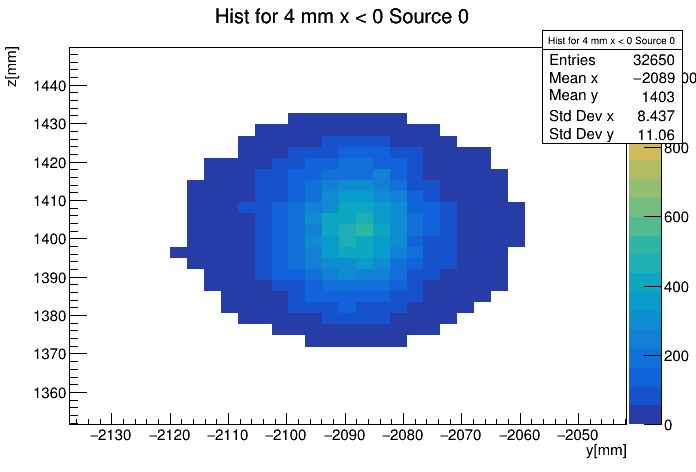 Hist for 4 mm x < 0 Source 0
z[mm]
Hist for 4 mm x < 0 Source 0
Entries 32650
Mean x −2089
Mean y 1403
Std Dev x 8.437
Std Dev y 11.06
1440
1430
1420
1410
1400
1390
1380
1370
1360
00
800
600
400
200
0
−2130 −2120 −2110 −2100 −2090 −2080 −2070 −2060 −2050
y[mm]